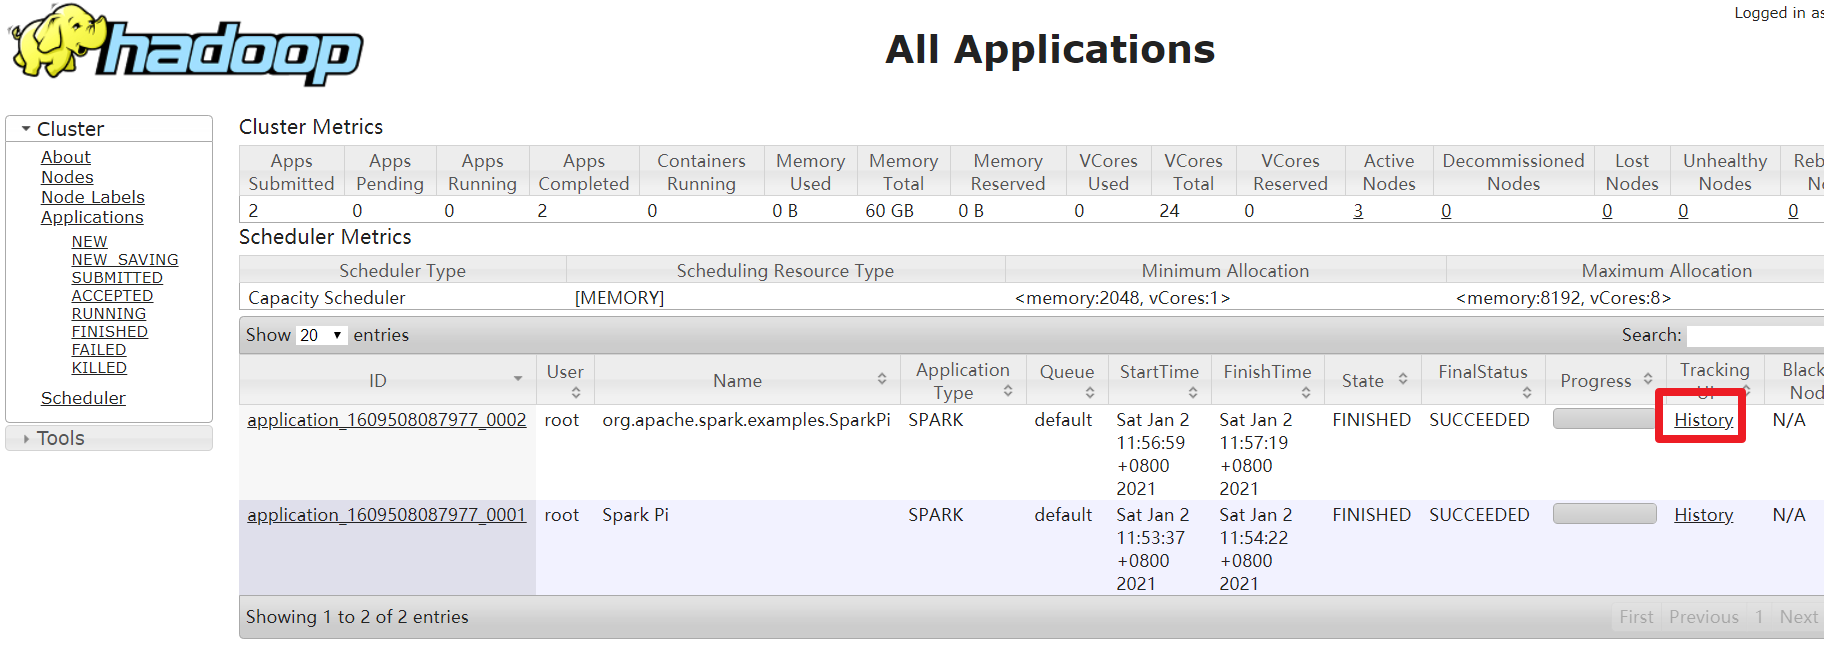 Logged in as
hadoop
All Applications
Cluster
About
Nodes
Node Labels
Applications
NEW
NEW_SAVING
SUBMITTED
ACCEPTED
RUNNING
FINISHED
FAILED
KILLED
Scheduler
Tools
Cluster Metrics
Apps Submitted Apps Pending Apps Running Apps Completed Containers Running Memory Used Memory Total Memory Reserved VCores Used VCores Total VCores Reserved Active Nodes Decommissioned Nodes Lost Nodes Unhealthy Nodes Reb
2 0 0 2 0 0 B 60 GB 0 B 0 24 0 3 0 0 0 0
Scheduler Metrics
Scheduler Type Scheduling Resource Type Minimum Allocation Maximum Allocation
Capacity Scheduler [MEMORY] <memory:2048, vCores:1> <memory:8192, vCores:8>
Show 20 entries Search:
ID User Name Application Type Queue StartTime FinishTime State FinalStatus Progress Tracking UI Black Nod
application_1609508087977_0002 root org.apache.spark.examples.SparkPi SPARK default Sat Jan 2 Sat Jan 2 FINISHED SUCCEEDED History N/A
11:56:59 11:57:19
+0800 +0800
2021 2021
application_1609508087977_0001 root Spark Pi SPARK default Sat Jan 2 Sat Jan 2 FINISHED SUCCEEDED History N/A
11:53:37 11:54:22
+0800 +0800
2021 2021
Showing 1 to 2 of 2 entries First Previous 1 Next